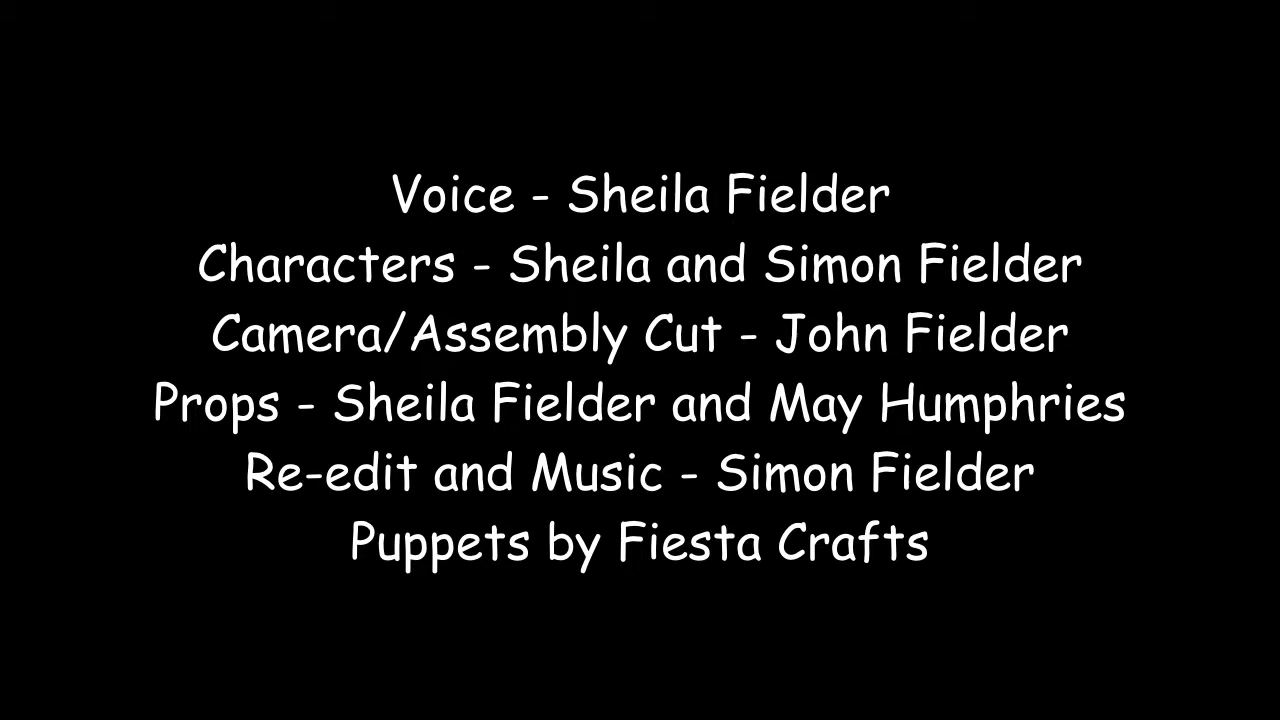 Voice - Sheila Fielder
Characters - Sheila and Simon Fielder
Camera/Assembly Cut - John Fielder
Props - Sheila Fielder and May Humphries
Re-edit and Music - Simon Fielder
Puppets by Fiesta Crafts